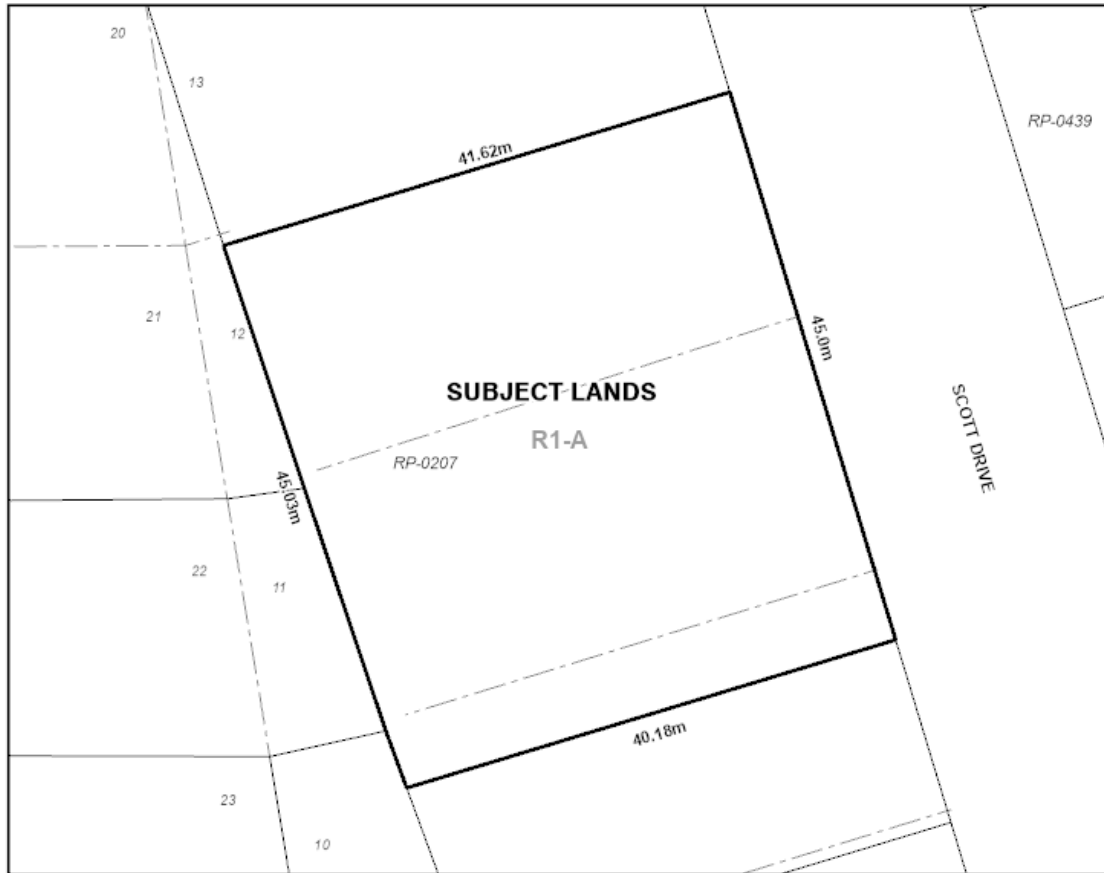 20
13
RP-0439
41.62m
21
12
45.0m
SUBJECT LANDS
R1-A
SCOTT DRIVE
RP-0207
45.03m
22
11
40.18m
23
10